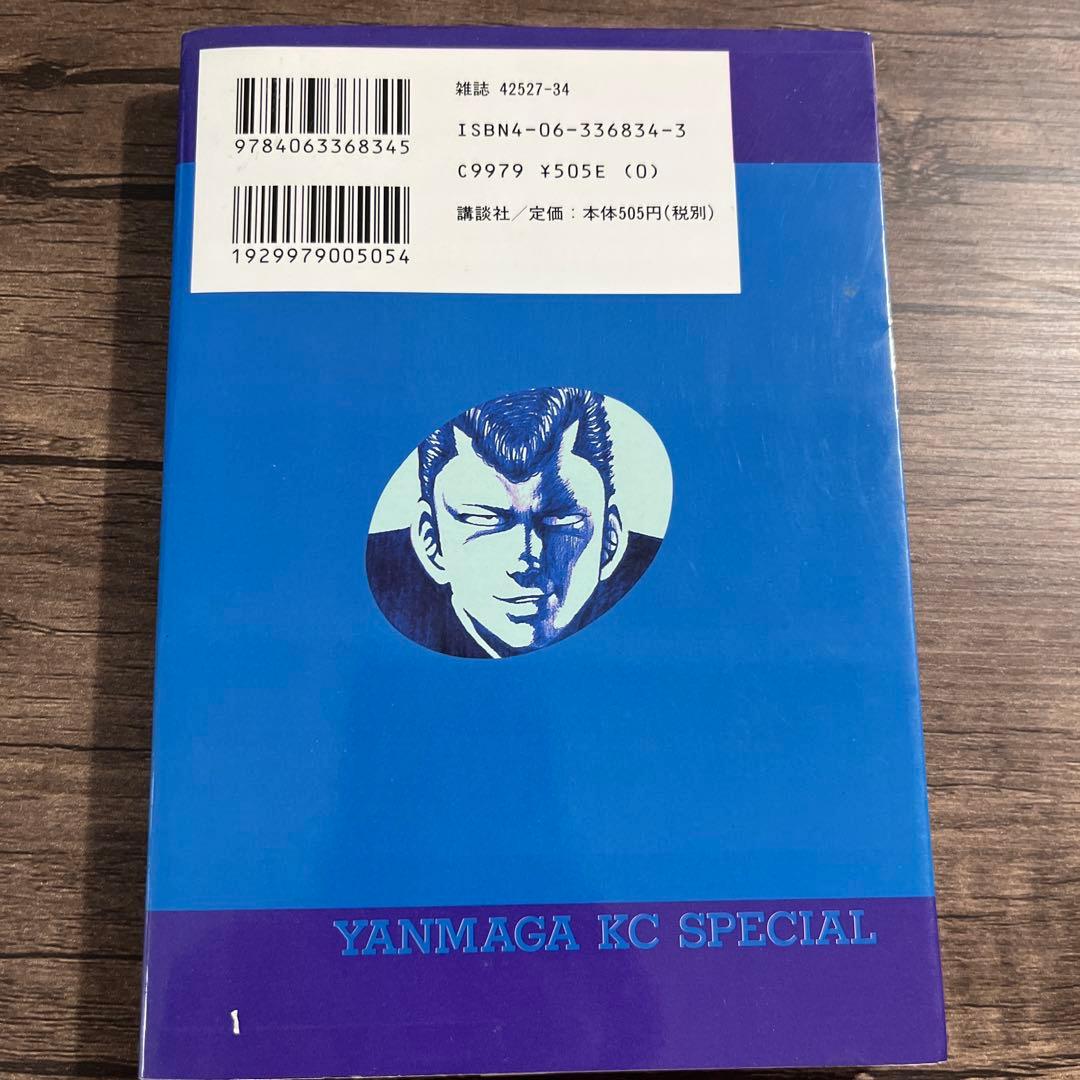 9784063368345
1929979005054
雑誌 42527-34
ISBN4-06-336834-3
C9979 ¥505E (0)
講談社／定価：本体505円(税別)
YANMAGA KC SPECIAL
1